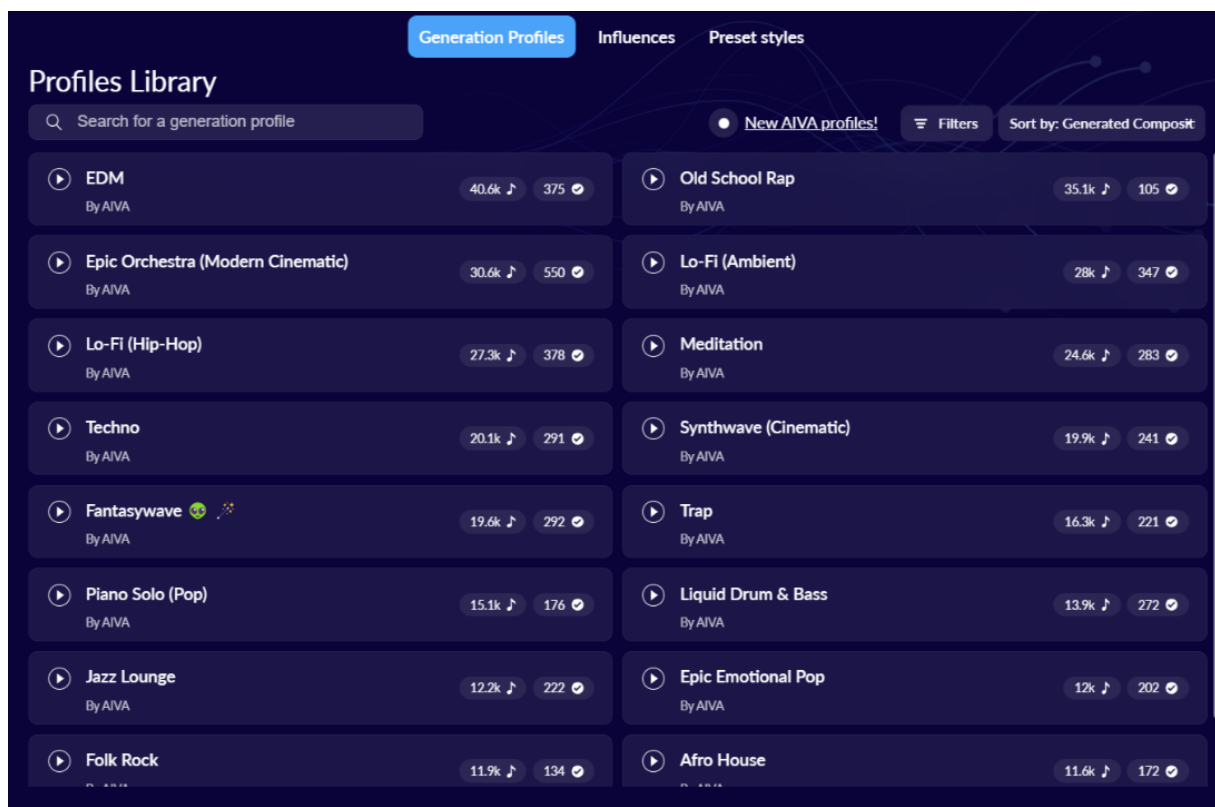 Generation Profiles Influences Preset styles
Profiles Library
Search for a generation profile
New AIVA profiles! Filters Sort by: Generated Composit
EDM
By AIVA
40.6k 375
Old School Rap
By AIVA
35.1k 105
Epic Orchestra (Modern Cinematic)
By AIVA
30.6k 550
Lo-Fi (Ambient)
By AIVA
28k 347
Lo-Fi (Hip-Hop)
By AIVA
27.3k 378
Meditation
By AIVA
24.6k 283
Techno
By AIVA
20.1k 291
Synthwave (Cinematic)
By AIVA
19.9k 241
Fantasywave 👽 🪄
By AIVA
19.6k 292
Trap
By AIVA
16.3k 221
Piano Solo (Pop)
By AIVA
15.1k 176
Liquid Drum & Bass
By AIVA
13.9k 272
Jazz Lounge
By AIVA
12.2k 222
Epic Emotional Pop
By AIVA
12k 202
Folk Rock
11.9k 134
Afro House
11.6k 172